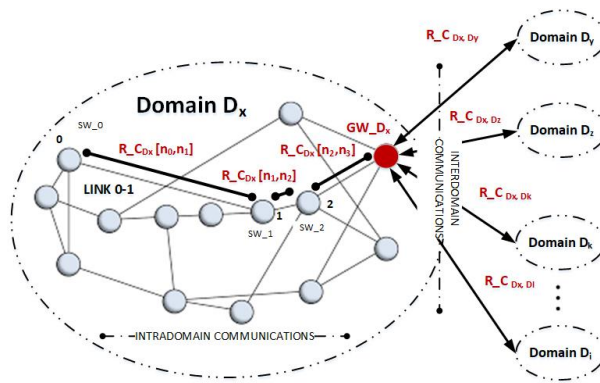 R_C Dx, Dy
Domain Dy
Domain Dx
SW_0
0
GW_Dx
R_C Dx, Dz
Domain Dz
R_CDx [n0,n1]
R_CDx [n2,n3]
R_CDx [n1,n2]
LINK 0-1
INTERDOMAIN
COMMUNICATIONS
R_C Dx, Dk
1
2
SW_1
SW_2
Domain Dk
R_C Dx, Di
INTRADOMAIN COMMUNICATIONS
Domain Di